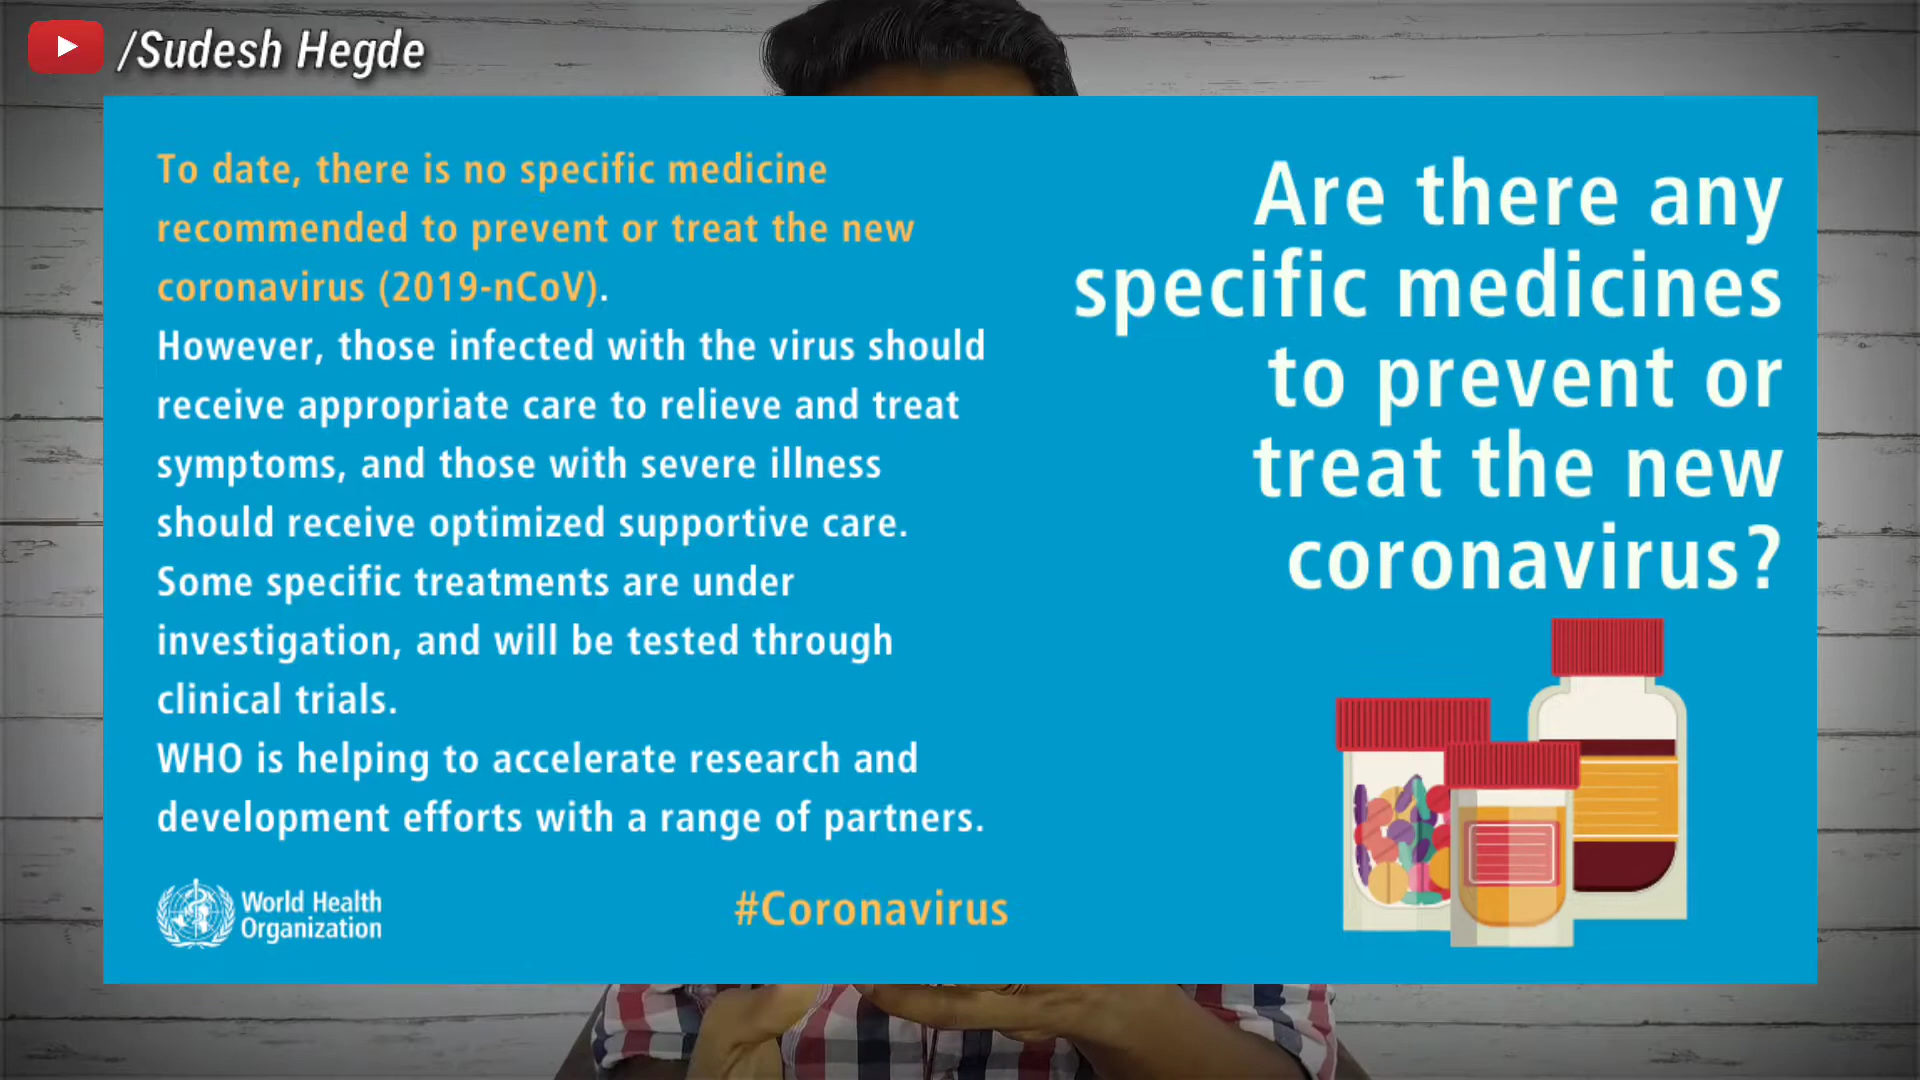 /Sudesh Hegde
To date, there is no specific medicine
recommended to prevent or treat the new
coronavirus (2019-nCoV).
However, those infected with the virus should
receive appropriate care to relieve and treat
symptoms, and those with severe illness
should receive optimized supportive care.
Some specific treatments are under
investigation, and will be tested through
clinical trials.
WHO is helping to accelerate research and
development efforts with a range of partners.
World Health
Organization
#Coronavirus
Are there any
specific medicines
to prevent or
treat the new
coronavirus?